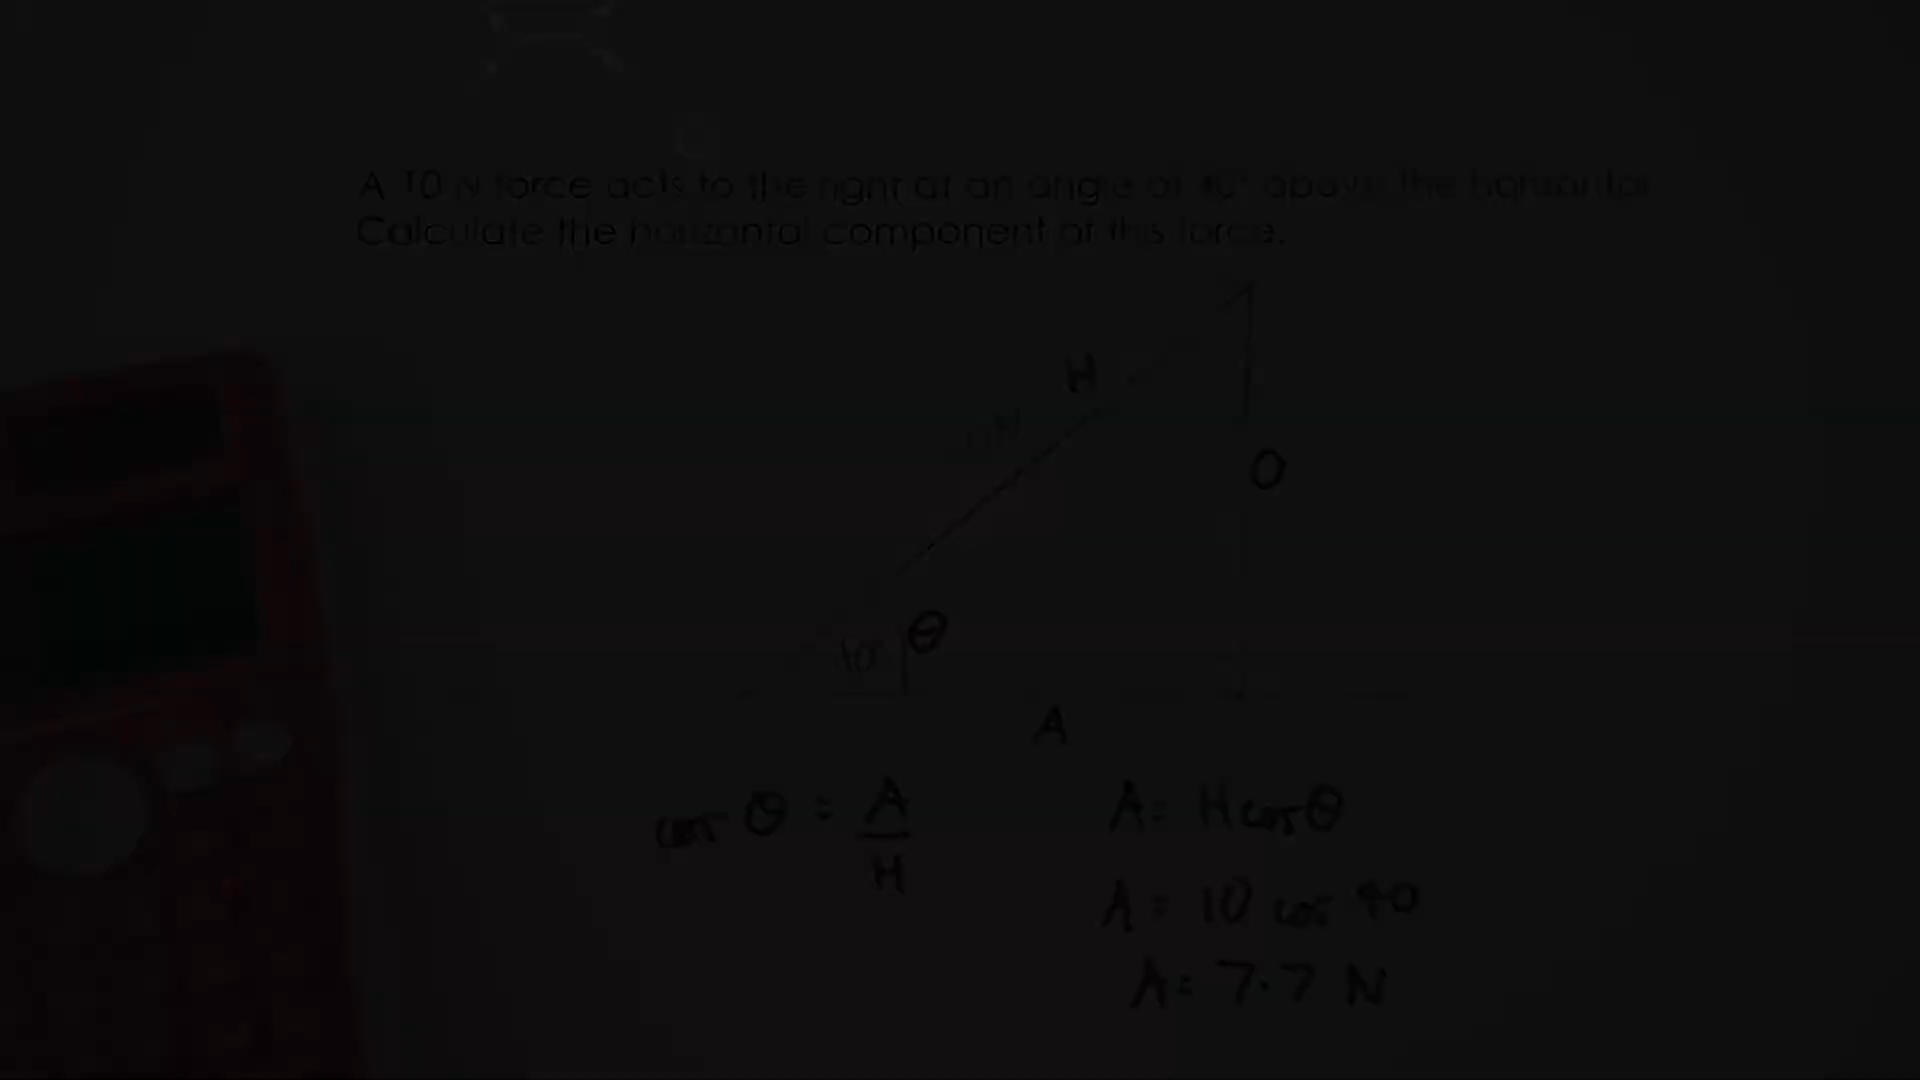 A 10 N force acts to the right at an angle of 40° above the horizontal.
Calculate the horizontal component of this force.
H
10N
O
40° θ
A
cos θ = A/H
A = H cos θ
A = 10 cos 40
A = 7.7 N